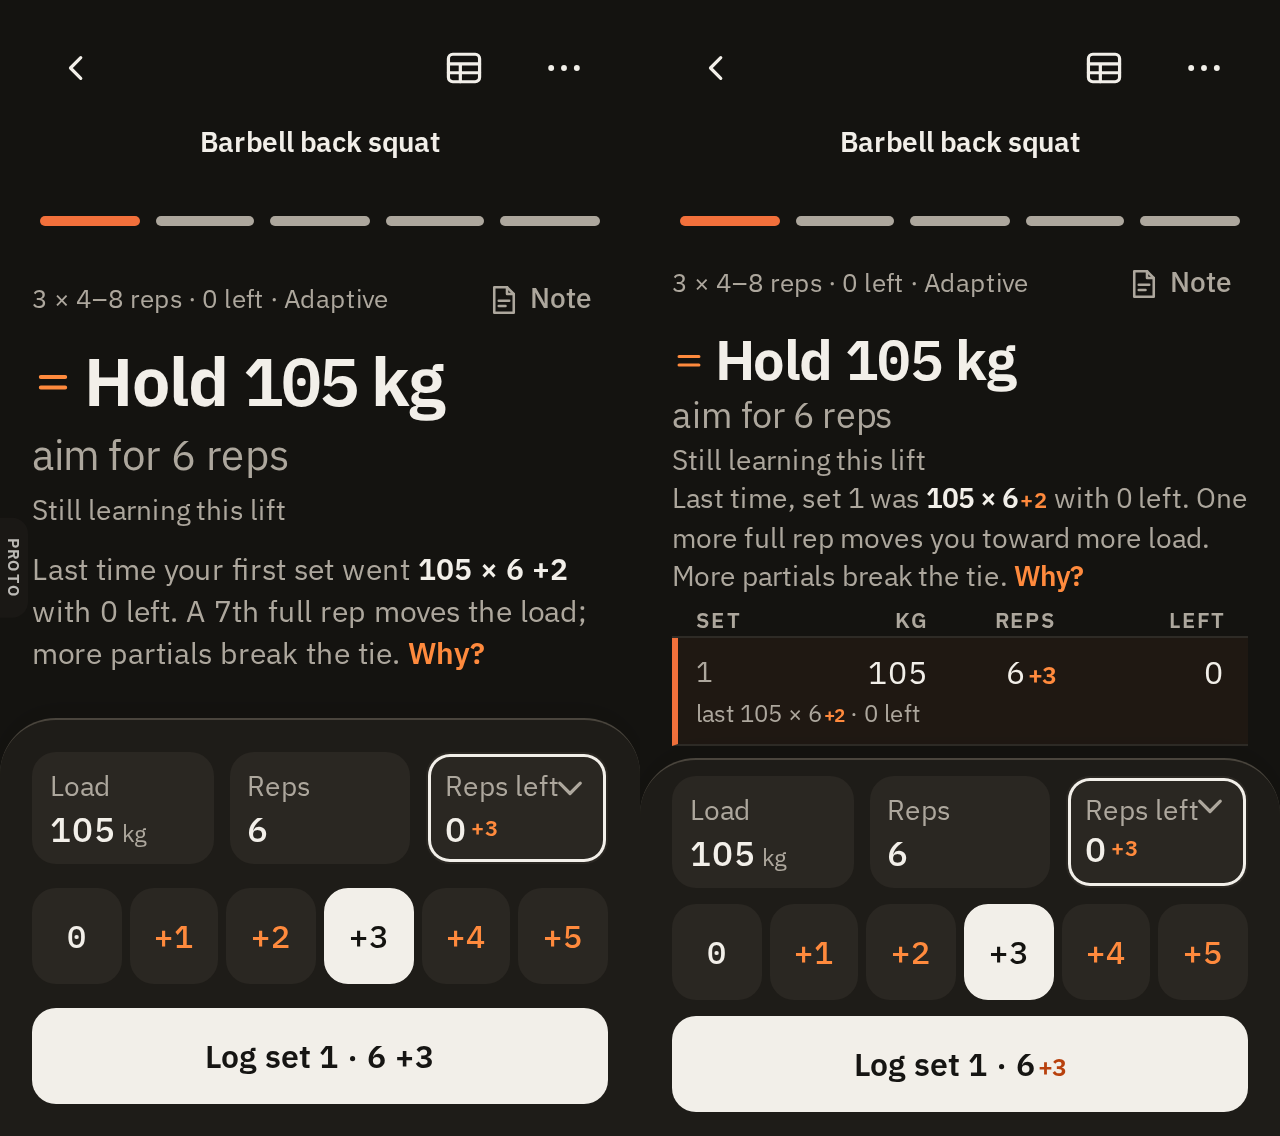 Barbell back squat
3 × 4–8 reps · 0 left · Adaptive
Note
= Hold 105 kg
aim for 6 reps
Still learning this lift
PROTO
Last time your first set went 105 × 6 +2
with 0 left. A 7th full rep moves the load;
more partials break the tie. Why?
Load
105 kg
Reps
6
Reps left
0 +3
0 +1 +2 +3 +4 +5
Log set 1 · 6 +3
Barbell back squat
3 × 4–8 reps · 0 left · Adaptive
Note
= Hold 105 kg
aim for 6 reps
Still learning this lift
Last time, set 1 was 105 × 6 +2 with 0 left. One
more full rep moves you toward more load.
More partials break the tie. Why?
SET KG REPS LEFT
1 105 6 +3 0
last 105 × 6 +2 · 0 left
Load
105 kg
Reps
6
Reps left
0 +3
0 +1 +2 +3 +4 +5
Log set 1 · 6 +3